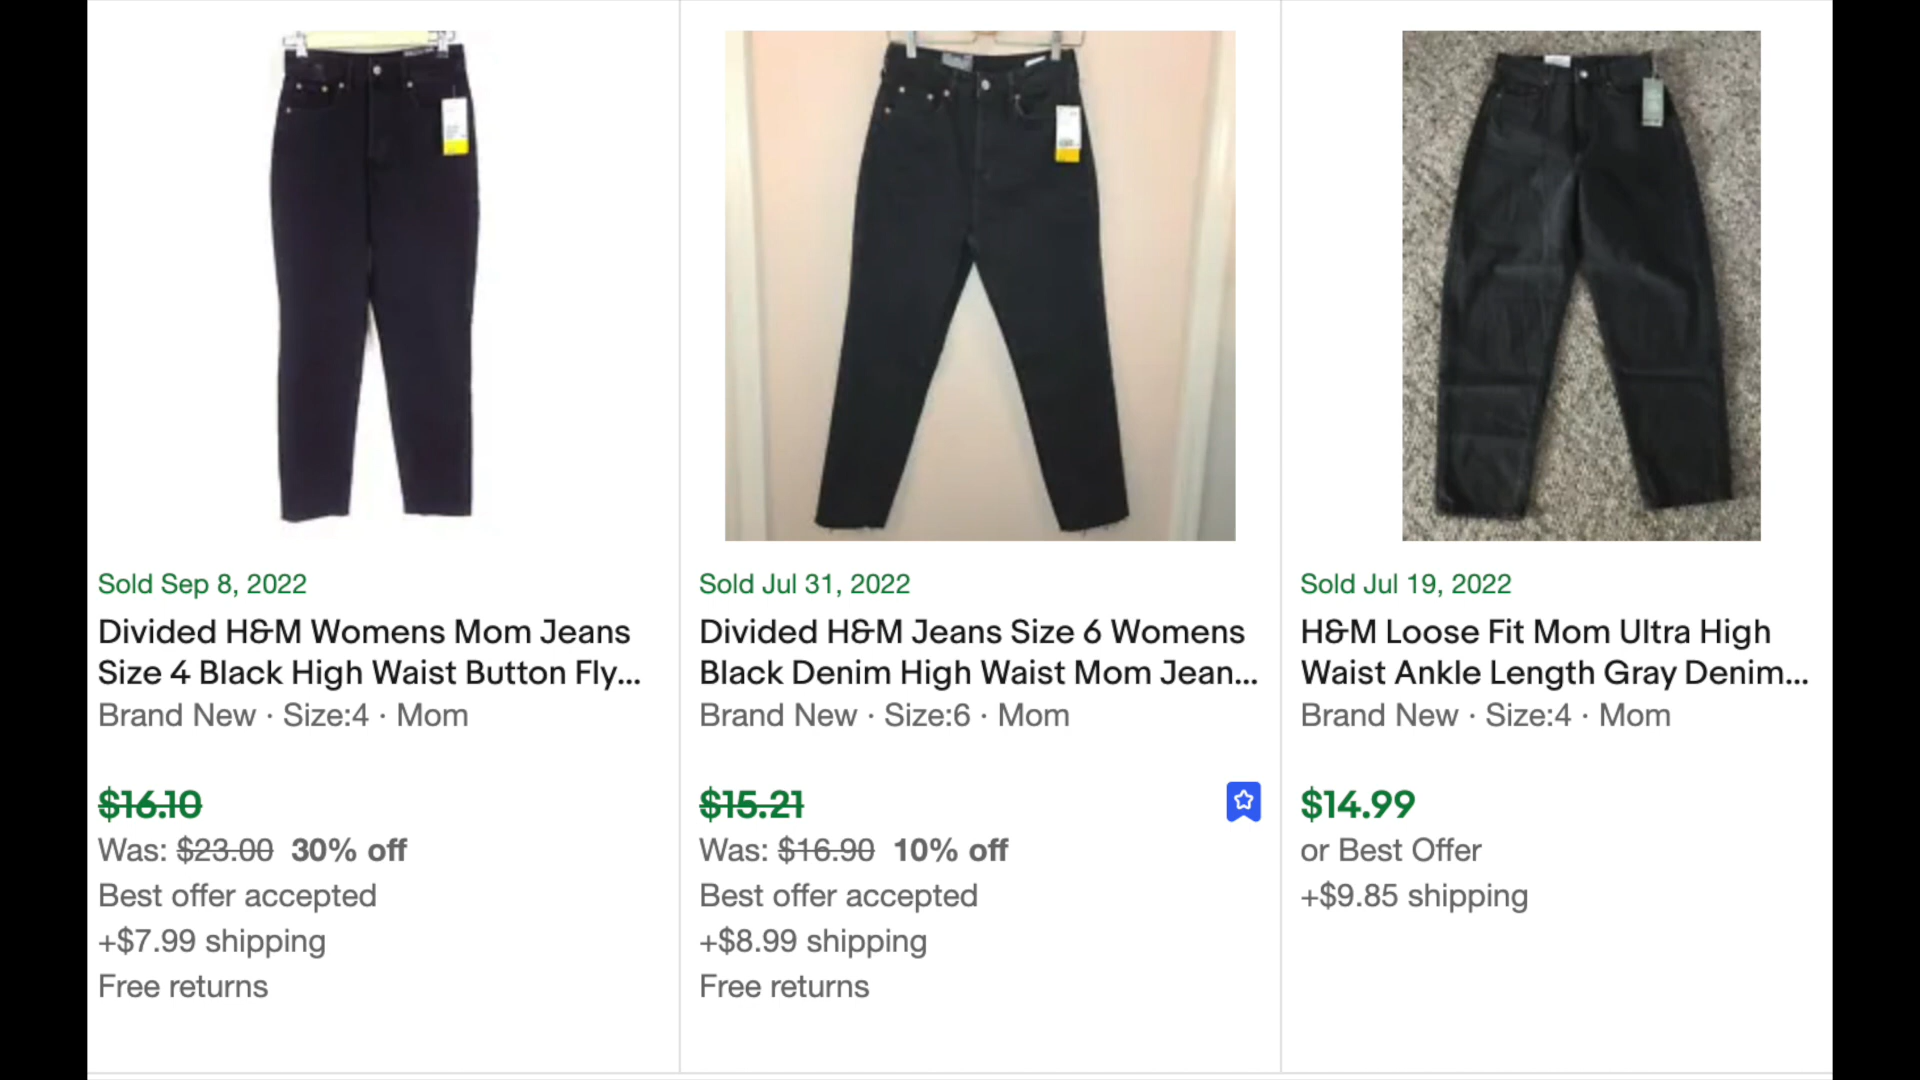 Sold Sep 8, 2022
Divided H&M Womens Mom Jeans
Size 4 Black High Waist Button Fly...
Brand New · Size:4 · Mom
$16.10
Was: $23.00 30% off
Best offer accepted
+$7.99 shipping
Free returns
Sold Jul 31, 2022
Divided H&M Jeans Size 6 Womens
Black Denim High Waist Mom Jean...
Brand New · Size:6 · Mom
$15.21
Was: $16.90 10% off
Best offer accepted
+$8.99 shipping
Free returns
Sold Jul 19, 2022
H&M Loose Fit Mom Ultra High
Waist Ankle Length Gray Denim...
Brand New · Size:4 · Mom
$14.99
or Best Offer
+$9.85 shipping